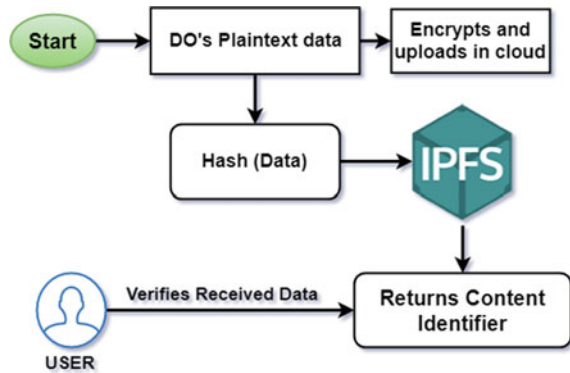 Start
DO's Plaintext data
Encrypts and
uploads in cloud
Hash (Data)
IPFS
Verifies Received Data
Returns Content
Identifier
USER